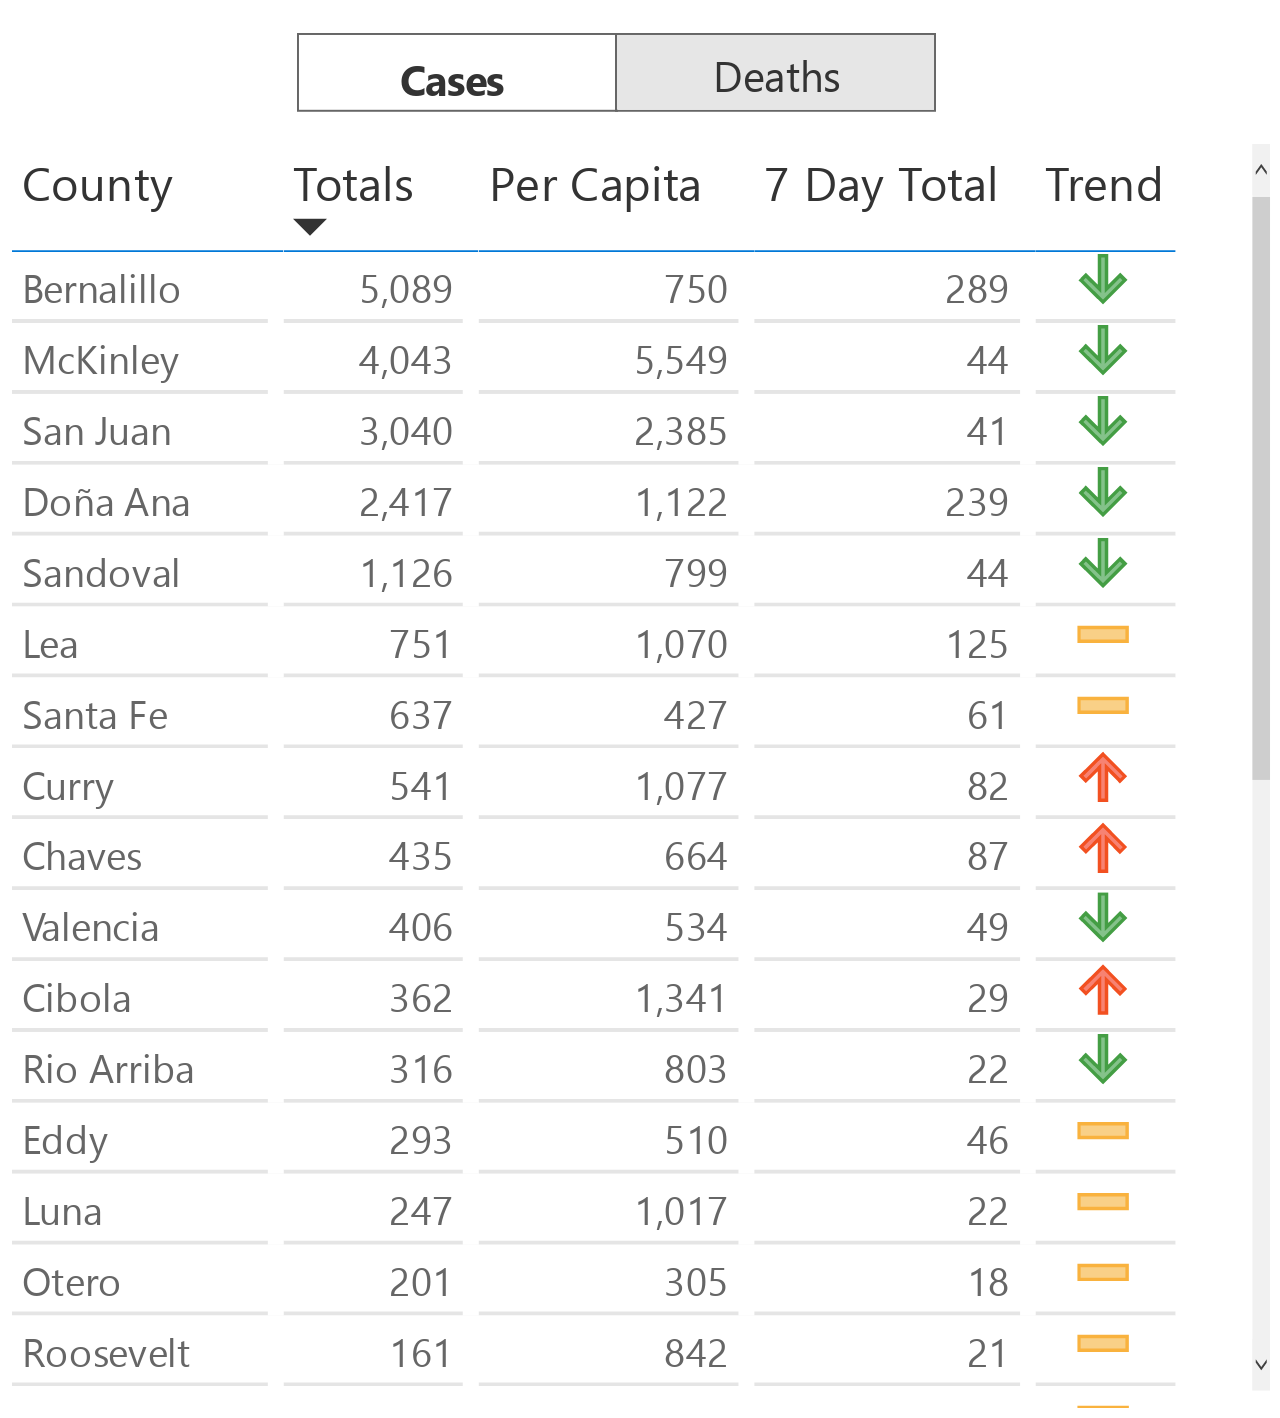 Cases Deaths
County Totals Per Capita 7 Day Total Trend
Bernalillo 5,089 750 289
McKinley 4,043 5,549 44
San Juan 3,040 2,385 41
Doña Ana 2,417 1,122 239
Sandoval 1,126 799 44
Lea 751 1,070 125
Santa Fe 637 427 61
Curry 541 1,077 82
Chaves 435 664 87
Valencia 406 534 49
Cibola 362 1,341 29
Rio Arriba 316 803 22
Eddy 293 510 46
Luna 247 1,017 22
Otero 201 305 18
Roosevelt 161 842 21